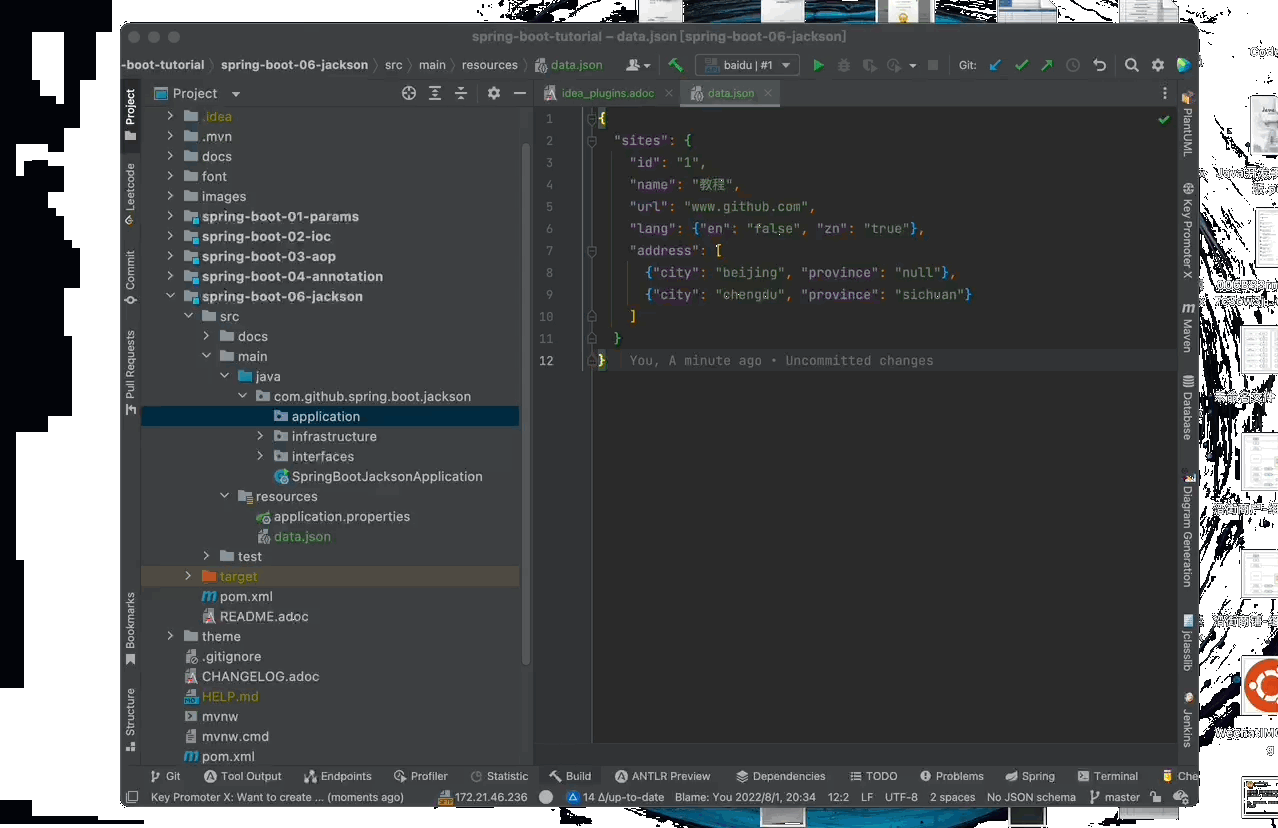 spring-boot-tutorial – data.json [spring-boot-06-jackson]
-boot-tutorial
spring-boot-06-jackson
src
main
resources
data.json
baidu | #1
Git:
Project
idea_plugins.adoc
data.json
Project
Leetcode
Commit
Pull Requests
Bookmarks
Structure
.idea
.mvn
docs
font
images
spring-boot-01-params
spring-boot-02-ioc
spring-boot-03-aop
spring-boot-04-annotation
spring-boot-06-jackson
src
docs
main
java
com.github.spring.boot.jackson
application
infrastructure
interfaces
SpringBootJacksonApplication
resources
application.properties
data.json
test
target
pom.xml
README.adoc
theme
.gitignore
CHANGELOG.adoc
HELP.md
mvnw
mvnw.cmd
pom.xml
1 {
2 "sites": {
3 "id": "1",
4 "name": "教程",
5 "url": "www.github.com",
6 "lang": {"en": "false", "zn": "true"},
7 "address": [
8 {"city": "beijing", "province": "null"},
9 {"city": "chengdu", "province": "sichuan"}
10 ]
11 }
12 } You, A minute ago • Uncommitted changes
PlantUML
Key Promoter X
Maven
Database
Diagram Generation
jclasslib
Jenkins
Git
Tool Output
Endpoints
Profiler
Statistic
Build
ANTLR Preview
Dependencies
TODO
Problems
Spring
Terminal
Che
Key Promoter X: Want to create ... (moments ago)
172.21.46.236
14 Δ/up-to-date
Blame: You 2022/8/1, 20:34
12:2
LF
UTF-8
2 spaces
No JSON schema
master